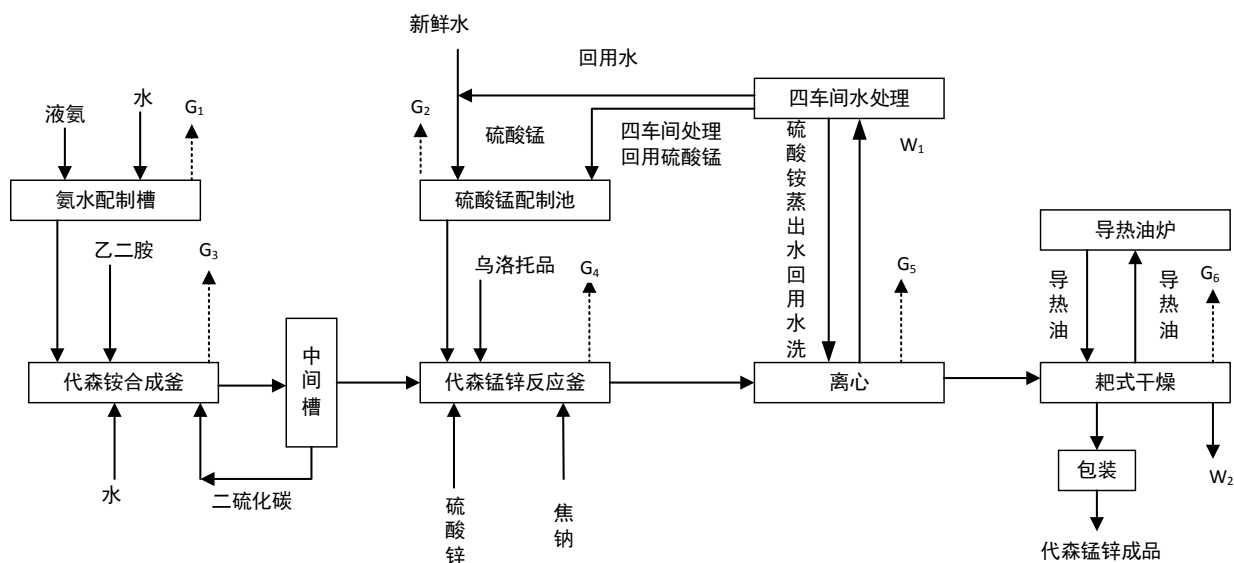 新鲜水
回用水
四车间水处理
液氨
水
G1
G2
硫酸锰
四车间处理
回用硫酸锰
硫酸铵蒸出水回用水洗
W1
氨水配制槽
硫酸锰配制池
导热油炉
乙二胺
G3
乌洛托品
G4
G5
导热油
导热油
G6
代森铵合成釜
中间槽
代森锰锌反应釜
离心
耙式干燥
水
二硫化碳
硫酸锌
焦钠
包装
W2
代森锰锌成品